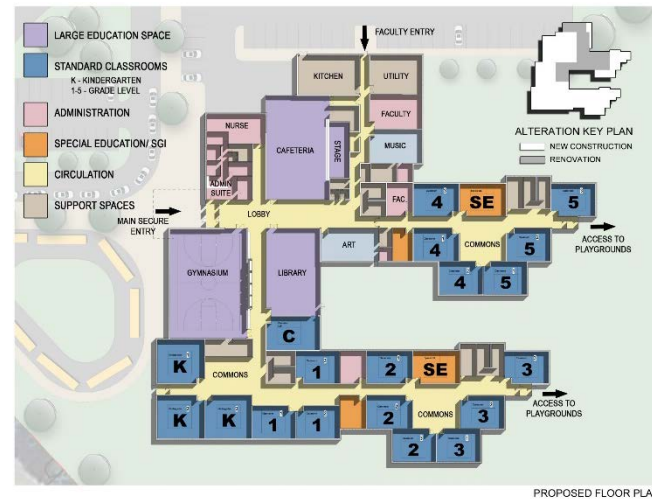 LARGE EDUCATION SPACE
STANDARD CLASSROOMS
K - KINDERGARTEN
1-5 - GRADE LEVEL
ADMINISTRATION
SPECIAL EDUCATION/ SGI
CIRCULATION
SUPPORT SPACES
MAIN SECURE
ENTRY
FACULTY ENTRY
KITCHEN
UTILITY
NURSE
CAFETERIA
STAGE
FACULTY
MUSIC
ADMIN
SUITE
FAC.
LOBBY
4
SE
5
COMMONS
ACCESS TO
PLAYGROUNDS
GYMNASIUM
LIBRARY
ART
4
5
4
5
C
K
COMMONS
1
2
SE
3
ACCESS TO
PLAYGROUNDS
K
K
1
1
2
COMMONS
3
2
3
ALTERATION KEY PLAN
NEW CONSTRUCTION
RENOVATION
PROPOSED FLOOR PLA